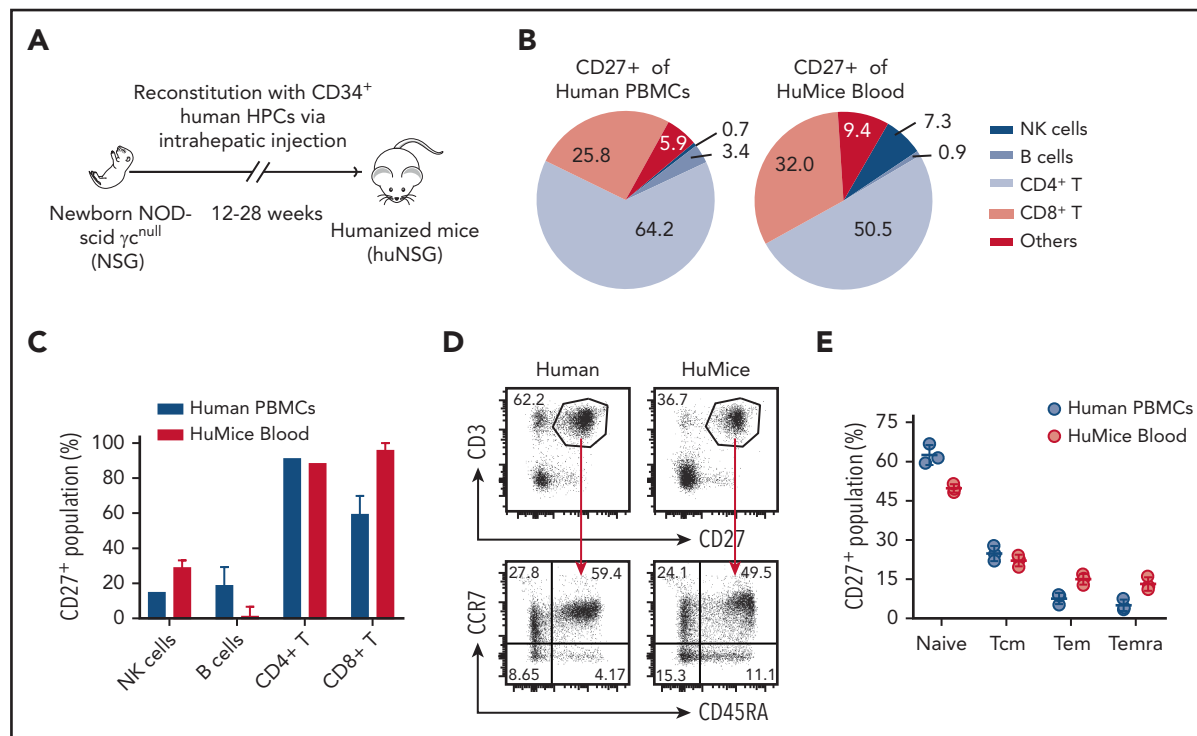 A
Reconstitution with CD34+
human HPCs via
intrahepatic injection
Newborn NOD-
scid γcnull
(NSG)
12-28 weeks
Humanized mice
(huNSG)
B
CD27+ of
Human PBMCs
CD27+ of
HuMice Blood
25.8
5.9
0.7
3.4
64.2
32.0
9.4
7.3
0.9
50.5
NK cells
B cells
CD4+ T
CD8+ T
Others
C
Human PBMCs
HuMice Blood
CD27+ population (%)
100
80
60
40
20
0
NK cells
B cells
CD4+ T
CD8+ T
D
Human
HuMice
62.2
36.7
CD3
CD27
27.8
59.4
24.1
49.5
CCR7
8.65
4.17
15.3
11.1
CD45RA
E
Human PBMCs
HuMice Blood
CD27+ population (%)
75
60
45
30
15
0
Naive
Tcm
Tem
Temra